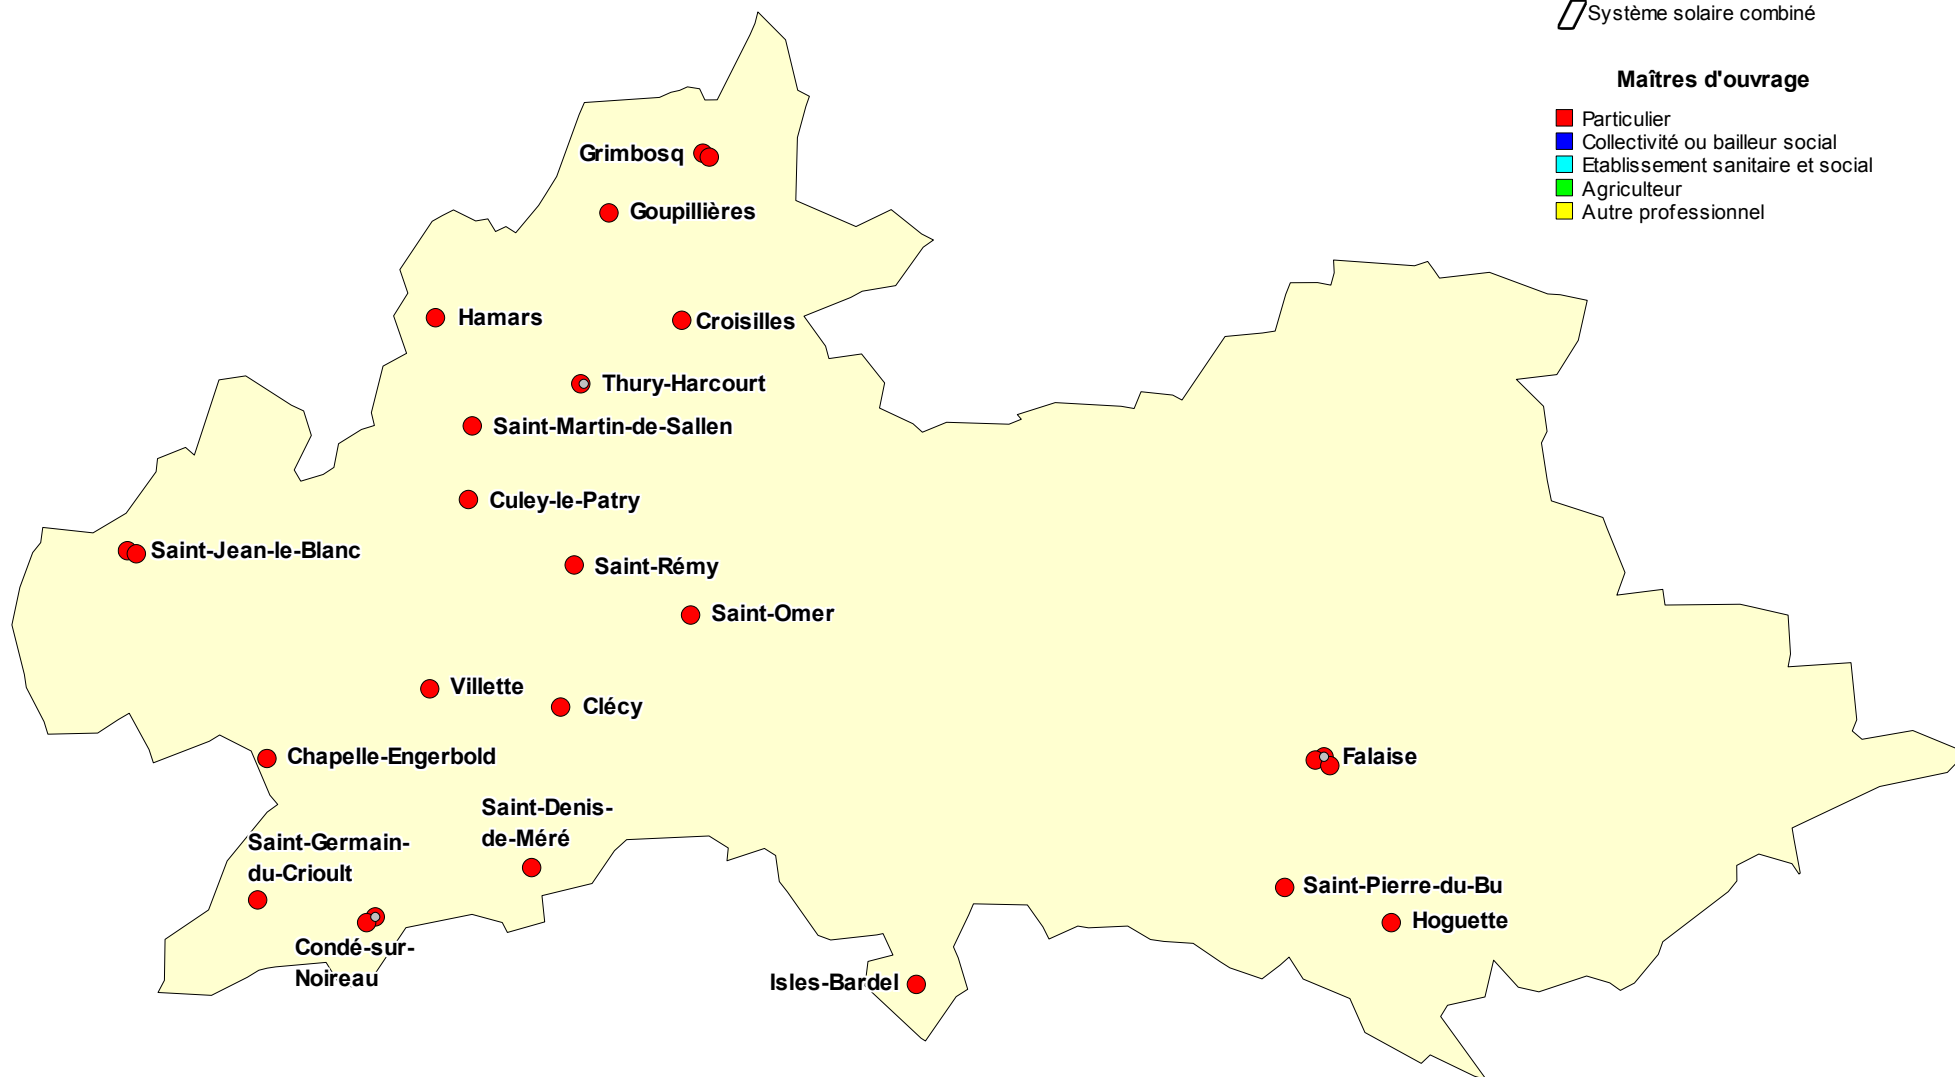 Système solaire combiné
Maîtres d'ouvrage
Particulier
Collectivité ou bailleur social
Etablissement sanitaire et social
Agriculteur
Autre professionnel
Grimbosq
Goupillières
Hamars
Croisilles
Thury-Harcourt
Saint-Martin-de-Sallen
Culey-le-Patry
Saint-Jean-le-Blanc
Saint-Rémy
Saint-Omer
Villette
Clécy
Chapelle-Engerbold
Falaise
Saint-Denis-
de-Méré
Saint-Germain-
du-Crioult
Saint-Pierre-du-Bu
Hoguette
Condé-sur-
Noireau
Isles-Bardel